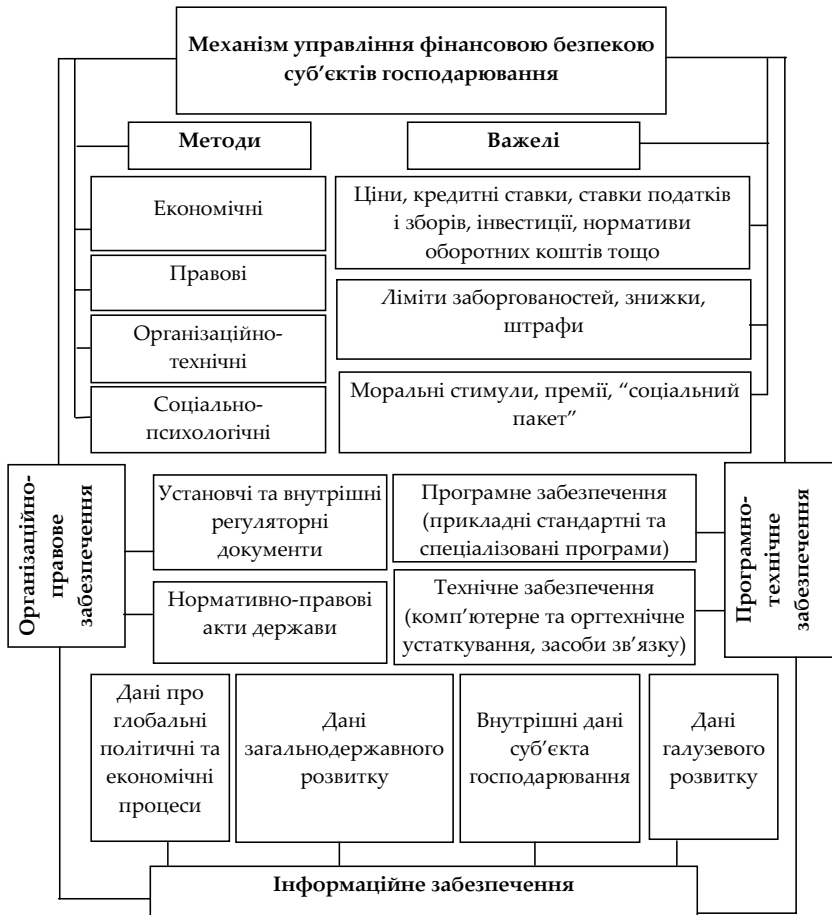 Механізм управління фінансовою безпекою
суб’єктів господарювання
Методи
Важелі
Економічні
Правові
Організаційно-
технічні
Соціально-
психологічні
Ціни, кредитні ставки, ставки податків
і зборів, інвестиції, нормативи
оборотних коштів тощо
Ліміти заборгованостей, знижки,
штрафи
Моральні стимули, премії, “соціальний
пакет”
Організаційно-
правове
забезпечення
Установчі та внутрішні
регуляторні
документи
Нормативно-правові
акти держави
Програмне забезпечення
(прикладні стандартні та
спеціалізовані програми)
Технічне забезпечення
(комп’ютерне та оргтехнічне
устаткування, засоби зв’язку)
Програмно-
технічне
забезпечення
Дані про
глобальні
політичні та
економічні
процеси
Дані
загальнодержавного
розвитку
Внутрішні дані
суб’єкта
господарювання
Дані
галузевого
розвитку
Інформаційне забезпечення